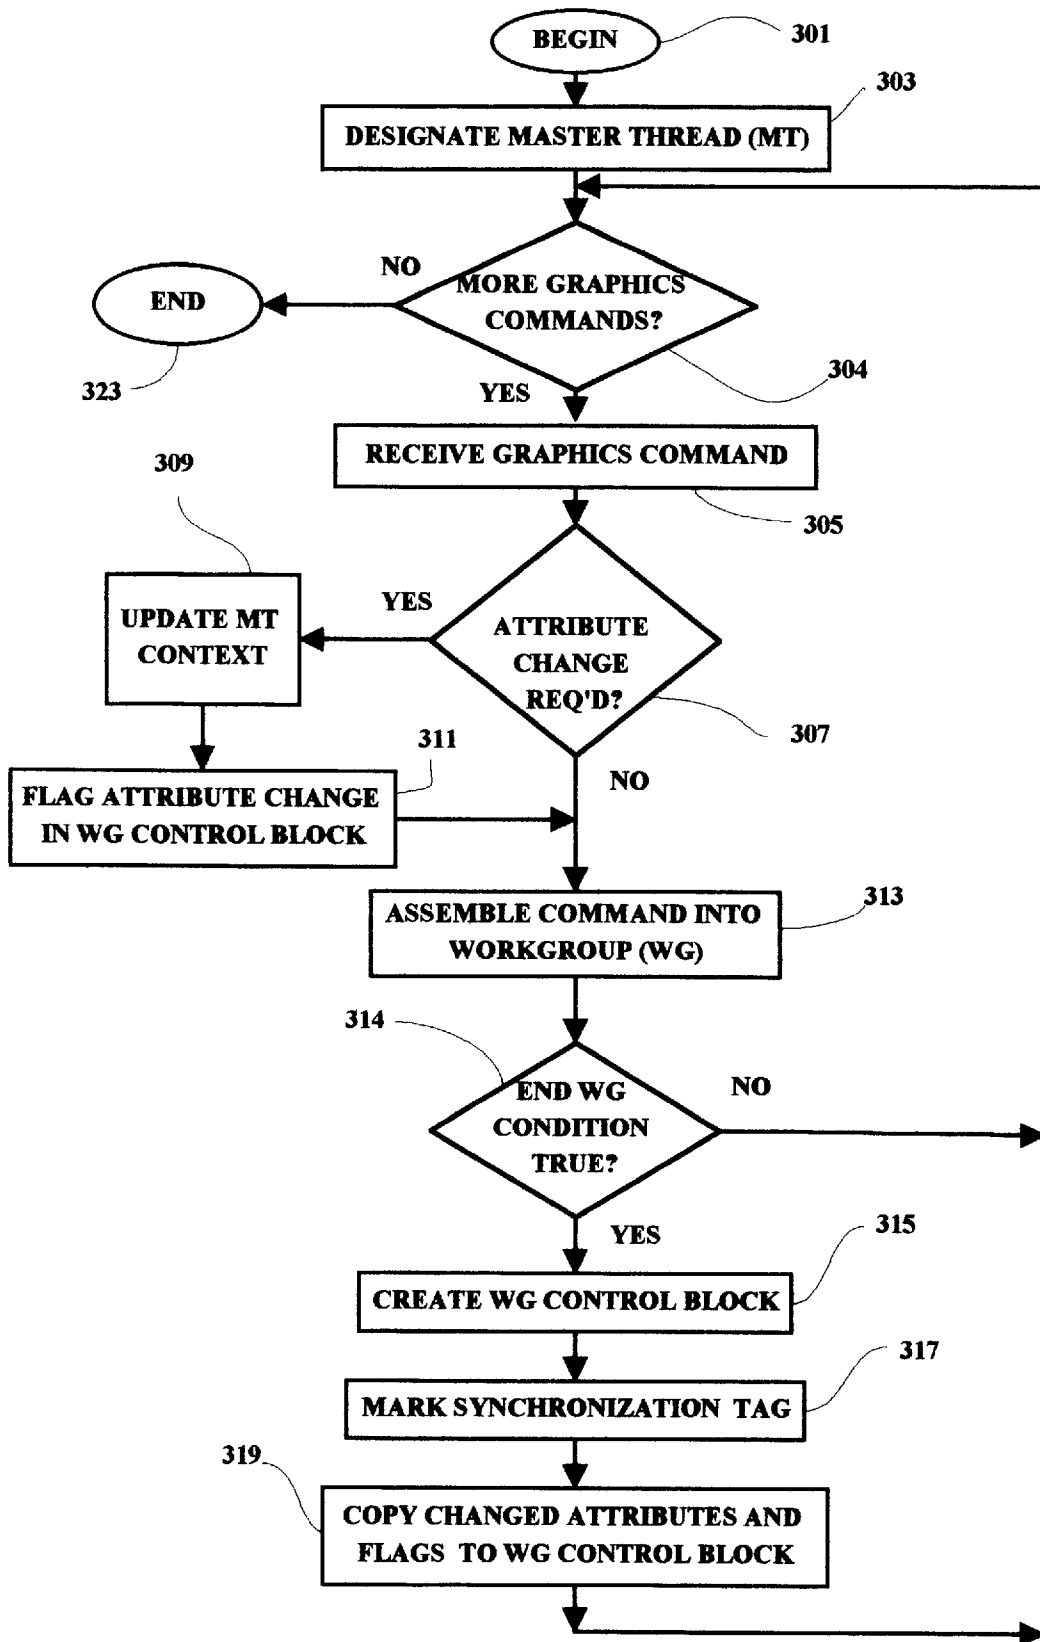 BEGIN
301
303
DESIGNATE MASTER THREAD (MT)
NO
MORE GRAPHICS
COMMANDS?
END
323
304
YES
RECEIVE GRAPHICS COMMAND
309
305
YES
UPDATE MT
CONTEXT
ATTRIBUTE
CHANGE
REQ'D?
307
311
NO
FLAG ATTRIBUTE CHANGE
IN WG CONTROL BLOCK
313
ASSEMBLE COMMAND INTO
WORKGROUP (WG)
314
END WG
CONDITION
TRUE?
NO
YES
315
CREATE WG CONTROL BLOCK
317
MARK SYNCHRONIZATION TAG
319
COPY CHANGED ATTRIBUTES AND
FLAGS TO WG CONTROL BLOCK